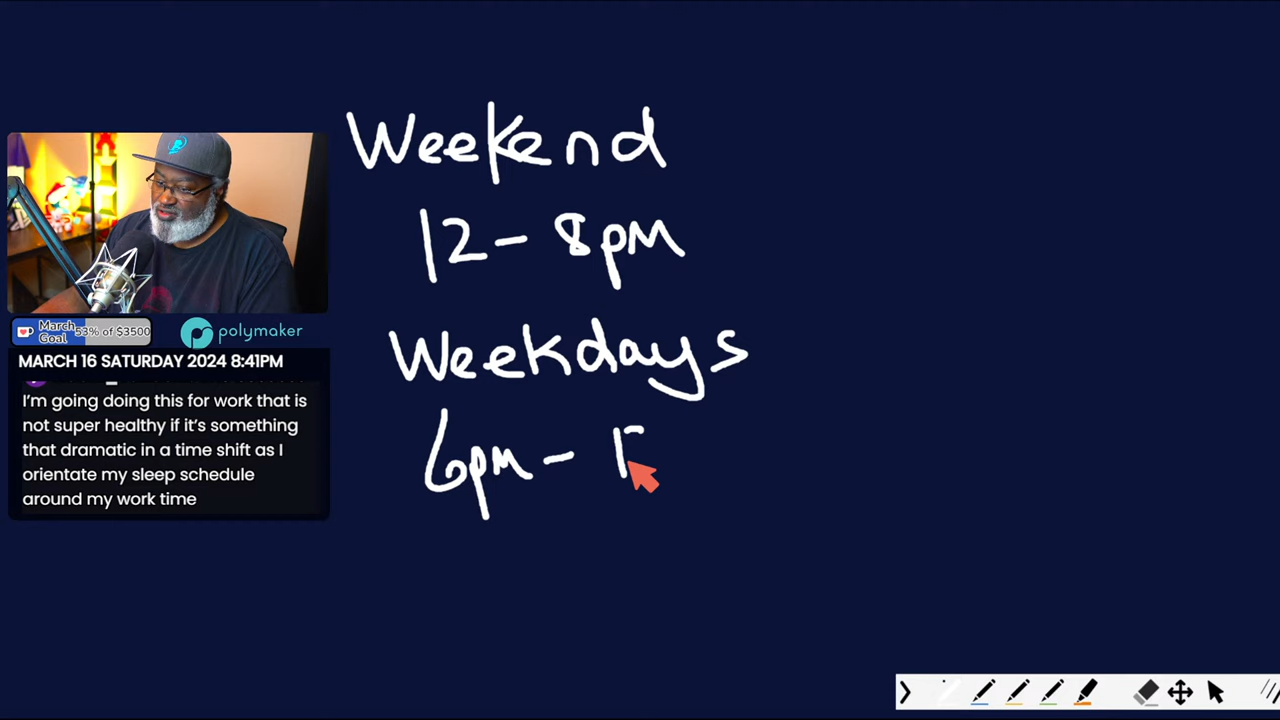 Weekend
12 - 8pm
Weekdays
6pm - 1
March
Goal
53% of $3500
polymaker
MARCH 16 SATURDAY 2024 8:41PM
I'm going doing this for work that is
not super healthy if it's something
that dramatic in a time shift as I
orientate my sleep schedule
around my work time